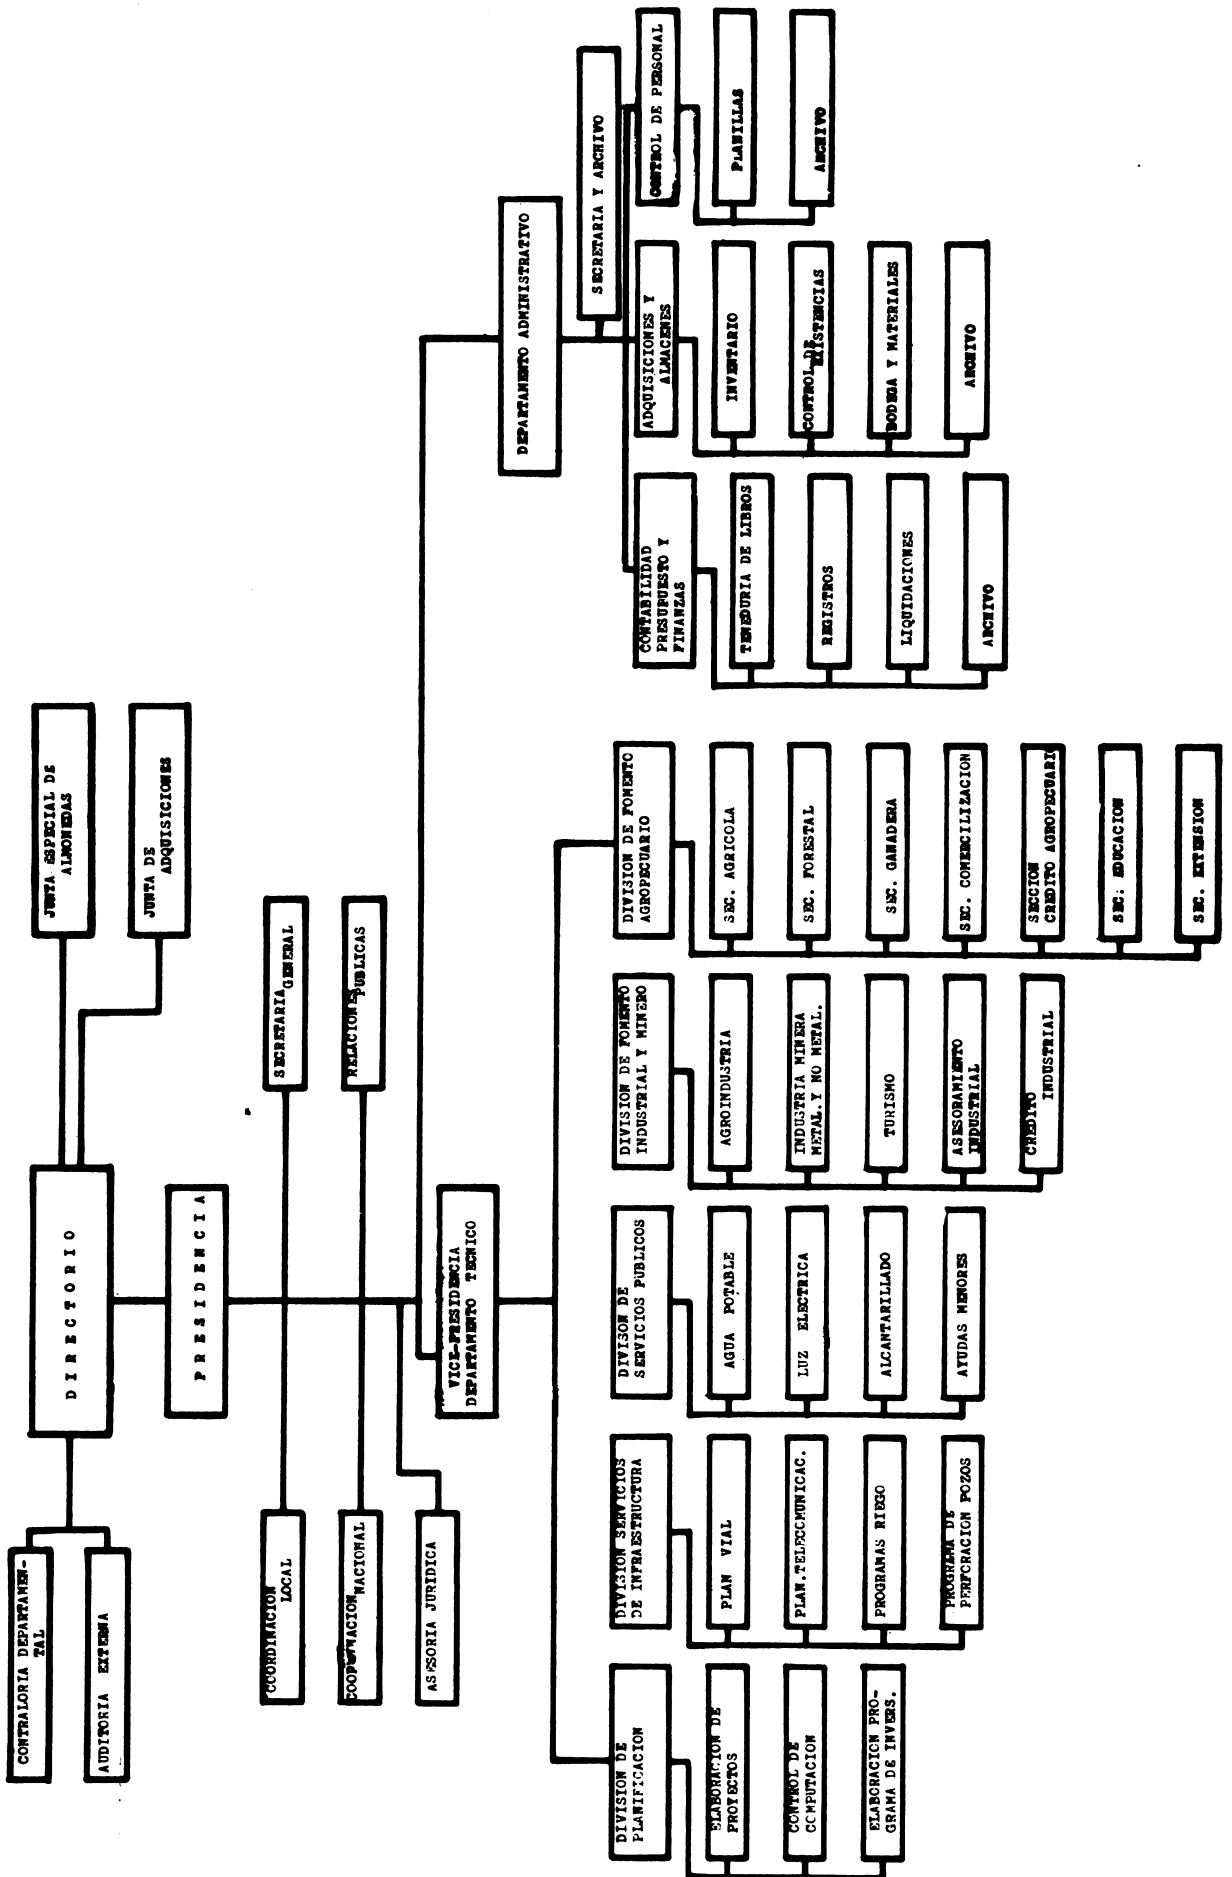 CONTRALORIA DEPARTAMEN-
TAL
AUDITORIA EXTERNA
DIRECTORIO
JUNTA ESPECIAL DE
ALMONEDAS
JUNTA DE
ADQUISICIONES
PRESIDENCIA
COORDINACION
LOCAL
SECRETARIA
GENERAL
NACIONAL
RELACIONES
PUBLICAS
ASESORIA JURIDICA
VICE-PRESIDENCIA
DEPARTAMENTO TECNICO
DEPARTAMENTO ADMINISTRATIVO
SECRETARIA Y ARCHIVO
DIVISION DE
PLANIFICACION
ELABORACION DE
PROYECTOS
CONTROL DE
COMPUTACION
ELABORACION PRO-
GRAMA DE INVERS.
DIVISION SERVICIOS
DE INFRAESTRUCTURA
PLAN VIAL
PLAN.TELECOMUNICAC.
PROGRAMAS RIEGO
PROGRAMA DE
PERFORACION POZOS
DIVISON DE
SERVICIOS PUBLICOS
AGUA POTABLE
LUZ ELECTRICA
ALCANTARILLADO
AYUDAS MENORES
DIVISION DE FOMENTO
INDUSTRIAL Y MINERO
AGROINDUSTRIA
INDUSTRIA MINERA
METAL.Y NO METAL.
TURISMO
ASESORAMIENTO
INDUSTRIAL
CREDITO
INDUSTRIAL
DIVISION DE FOMENTO
AGROPECUARIO
SEC. AGRICOLA
SEC. FORESTAL
SEC. GANADERA
SEC. COMERCILIZACION
SECCION
CREDITO AGROPECUARIO
SEC. EDUCACION
SEC. EXTENSION
CONTABILIDAD
PRESUPUESTO Y
FINANZAS
TENEDURIA DE LIBROS
REGISTROS
LIQUIDACIONES
ARCHIVO
ADQUISICIONES Y
ALMACENES
INVENTARIO
CONTROL DE
EXISTENCIAS
BODEGA Y MATERIALES
ARCHIVO
CONTROL DE PERSONAL
PLANILLAS
ARCHIVO